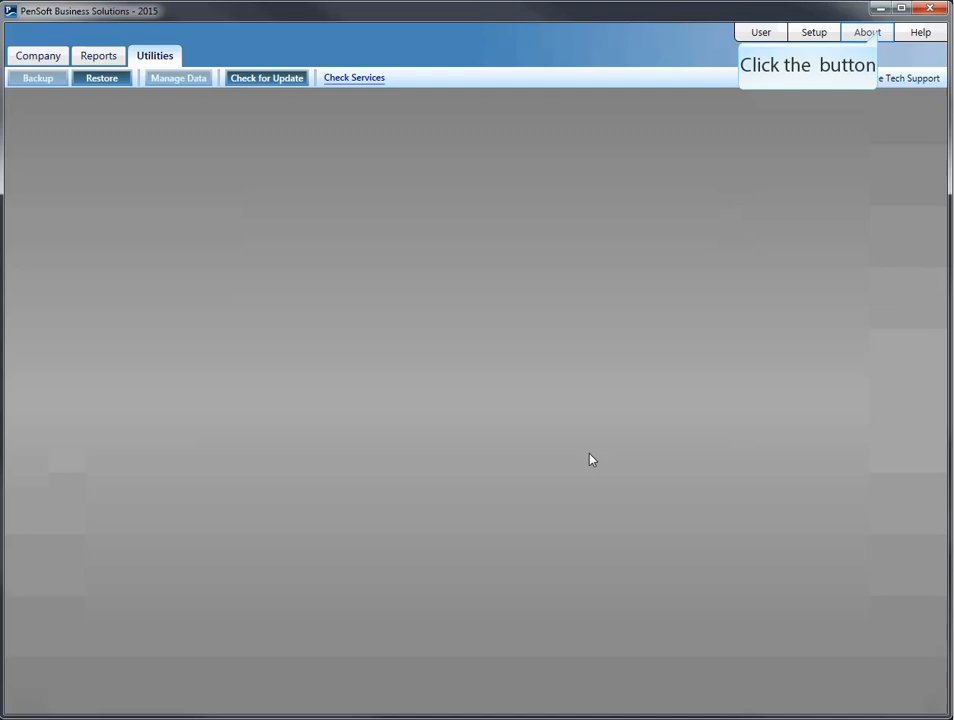 PenSoft Business Solutions - 2015
User Setup About Help
Company Reports Utilities
Click the button
Backup Restore Manage Data Check for Update Check Services
Tech Support